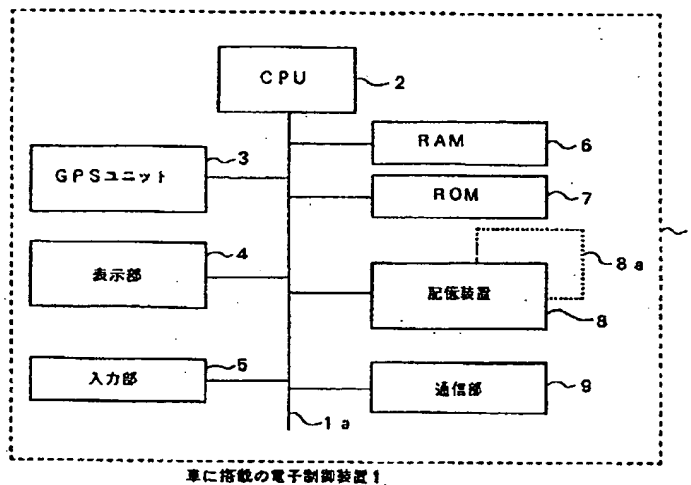 CPU
2
RAM
6
GPSユニット
3
ROM
7
表示部
4
8a
記憶装置
8
入力部
5
通信部
9
1a
車に搭載の電子制御装置1